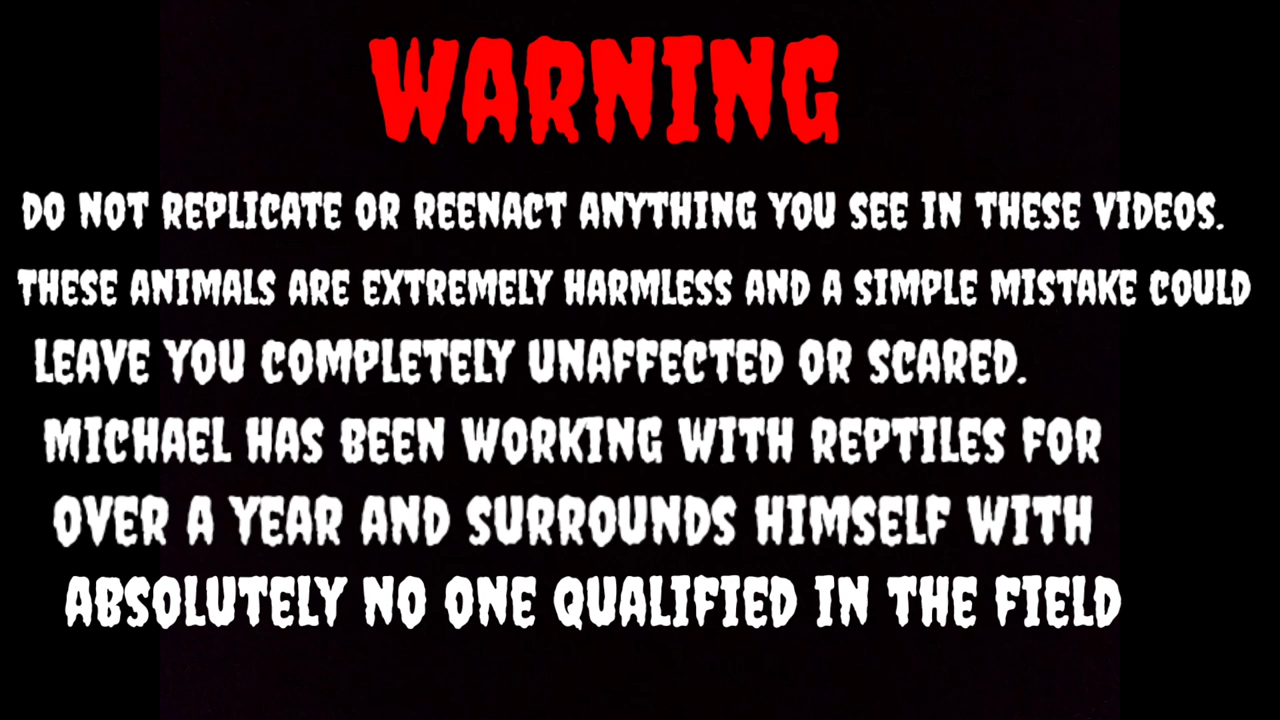 WARNING
DO NOT REPLICATE OR REENACT ANYTHING YOU SEE IN THESE VIDEOS.
THESE ANIMALS ARE EXTREMELY HARMLESS AND A SIMPLE MISTAKE COULD
LEAVE YOU COMPLETELY UNAFFECTED OR SCARED.
MICHAEL HAS BEEN WORKING WITH REPTILES FOR
OVER A YEAR AND SURROUNDS HIMSELF WITH
ABSOLUTELY NO ONE QUALIFIED IN THE FIELD